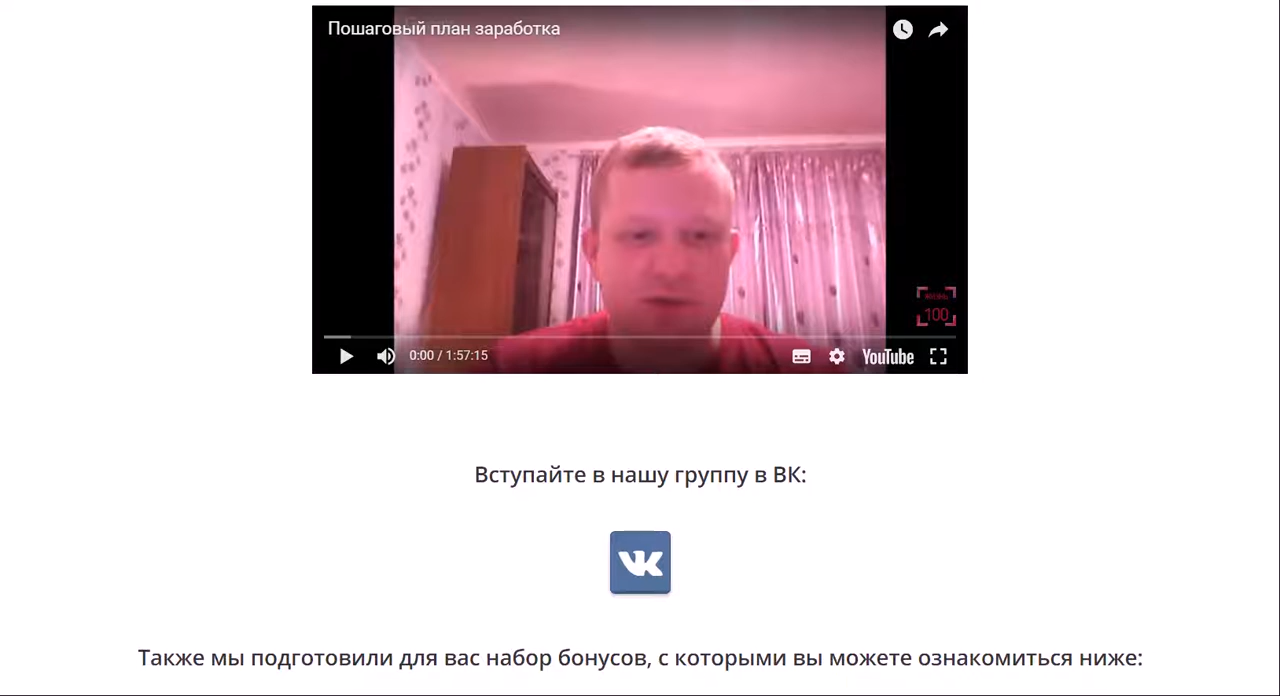 Пошаговый план заработка
100
0:00 / 1:57:15
YouTube
Вступайте в нашу группу в ВК:
VK
Также мы подготовили для вас набор бонусов, с которыми вы можете ознакомиться ниже: